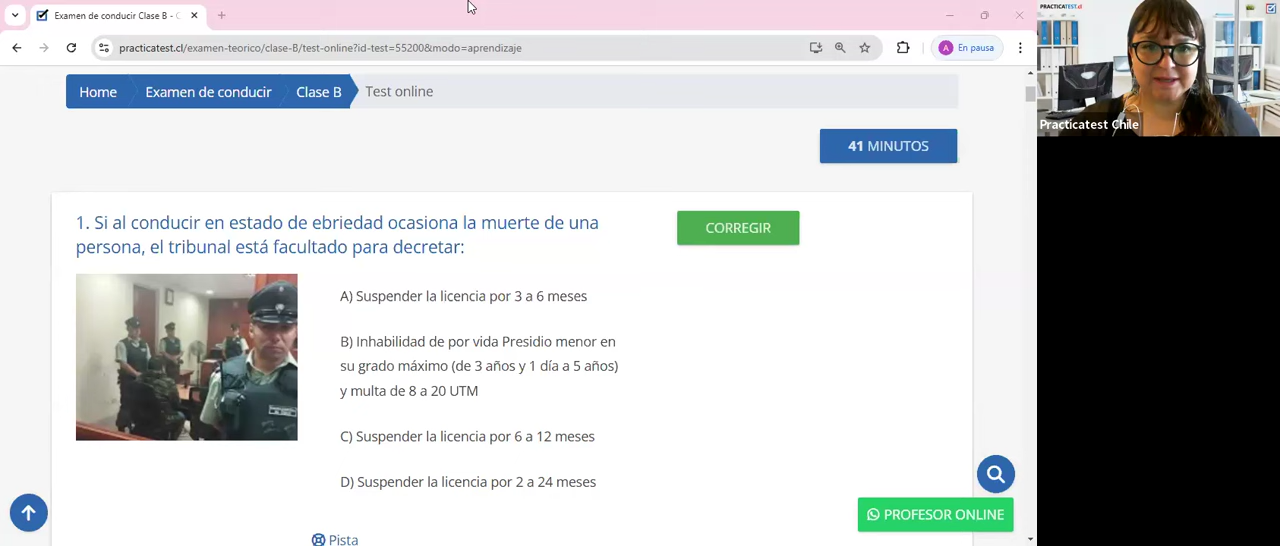 Examen de conducir Clase B - C
practicatest.cl/examen-teorico/clase-B/test-online?id-test=55200&modo=aprendizaje
A
En pausa
PRACTICATEST.cl
Practicatest Chile
Home
Examen de conducir
Clase B
Test online
41 MINUTOS
1. Si al conducir en estado de ebriedad ocasiona la muerte de una
persona, el tribunal está facultado para decretar:
CORREGIR
A) Suspender la licencia por 3 a 6 meses
B) Inhabilidad de por vida Presidio menor en
su grado máximo (de 3 años y 1 día a 5 años)
y multa de 8 a 20 UTM
C) Suspender la licencia por 6 a 12 meses
D) Suspender la licencia por 2 a 24 meses
Pista
PROFESOR ONLINE